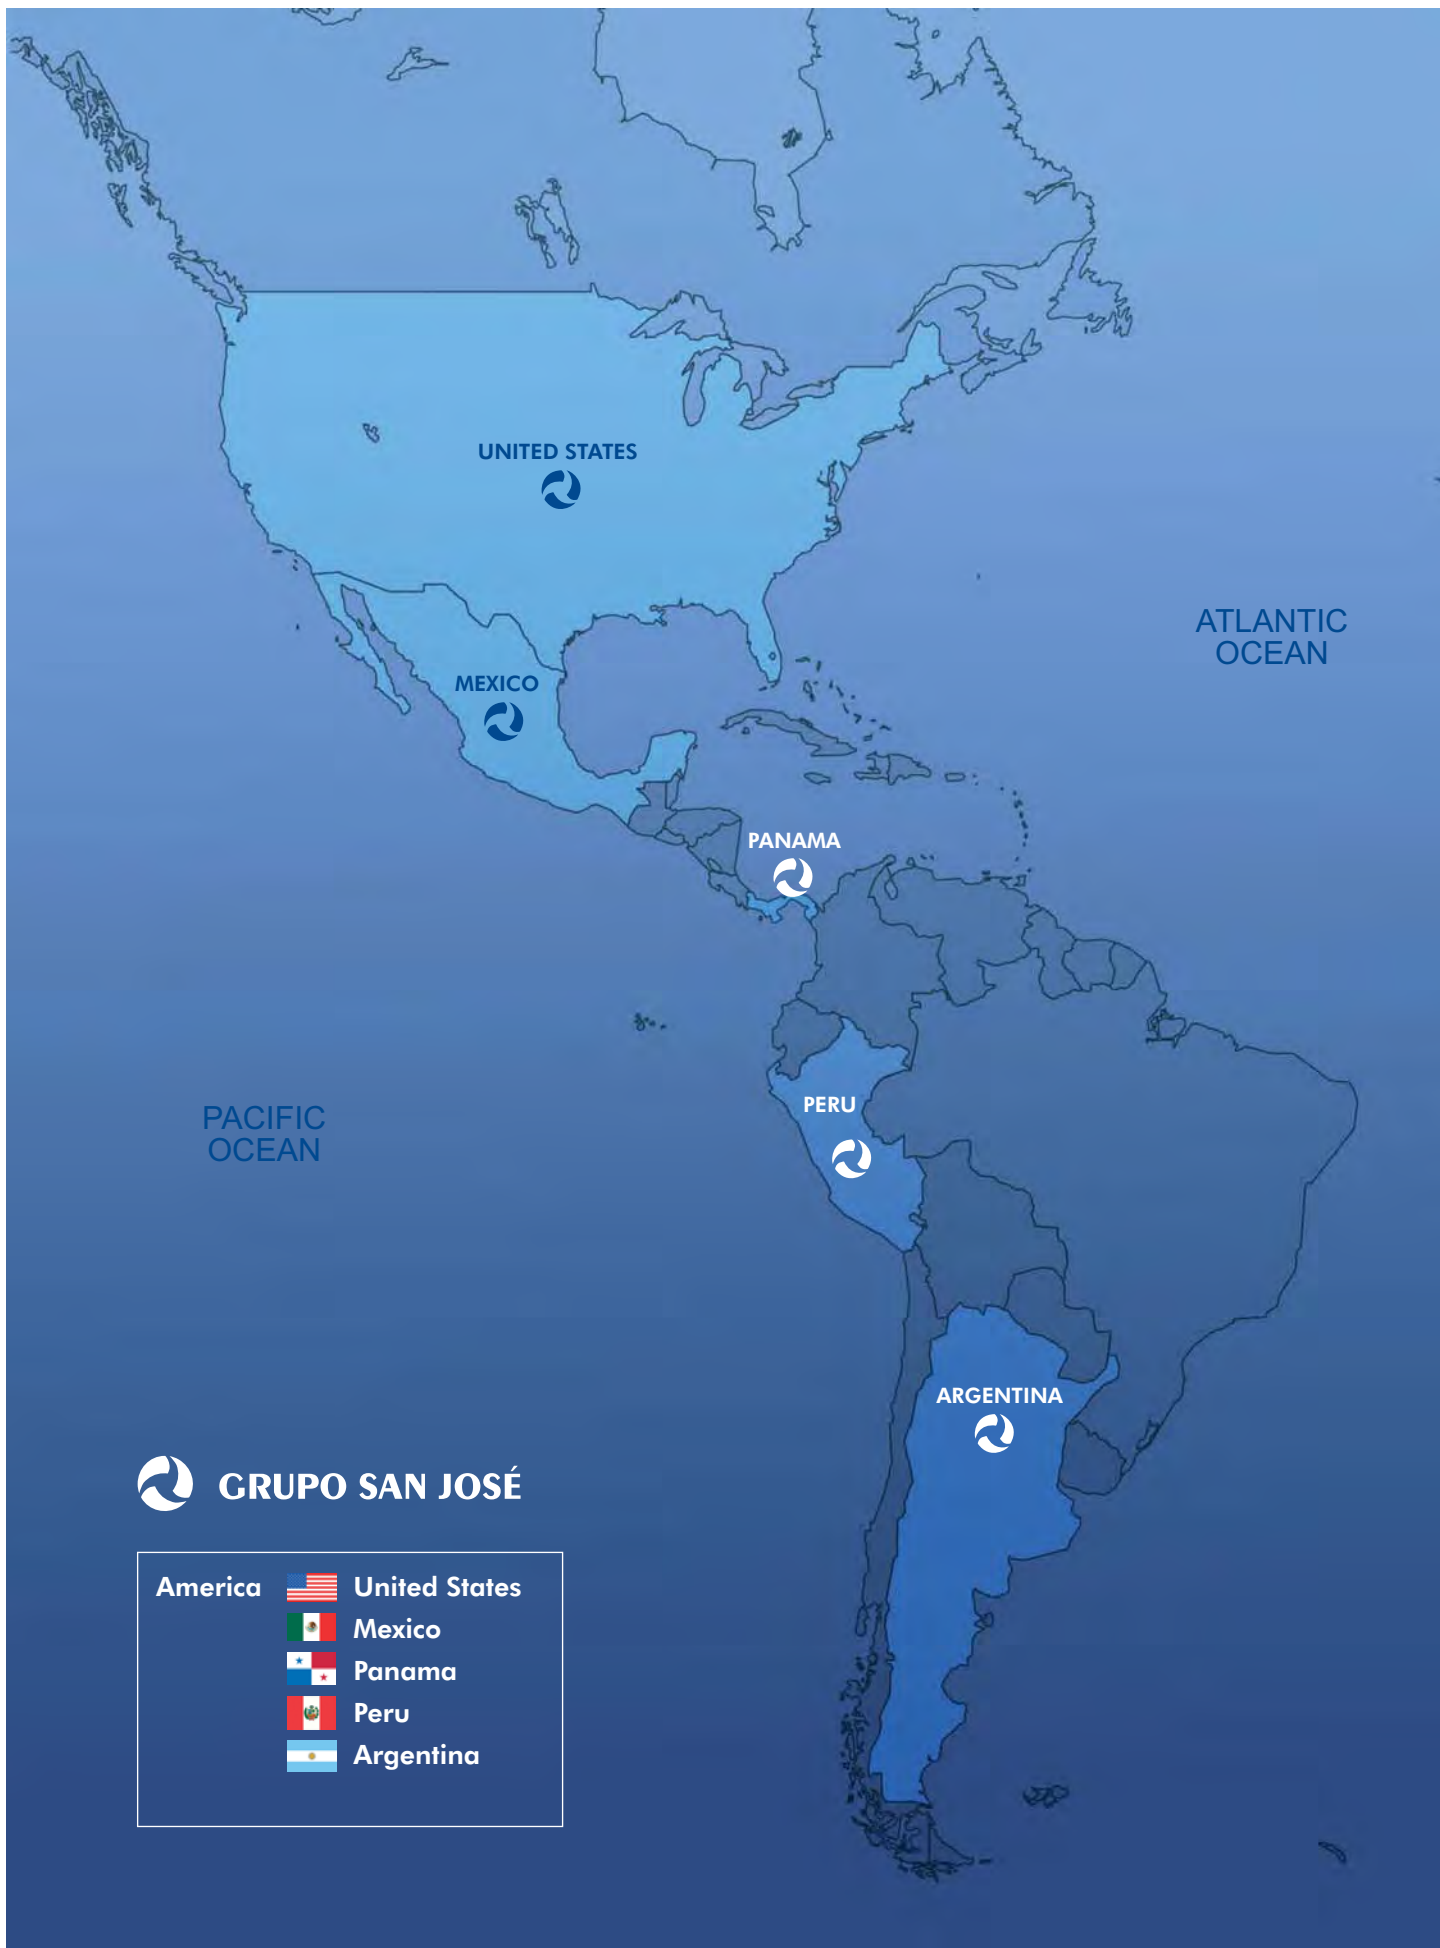 UNITED STATES
ATLANTIC
OCEAN
MEXICO
PANAMA
PERU
PACIFIC
OCEAN
ARGENTINA
GRUPO SAN JOSÉ
America United States
Mexico
Panama
Peru
Argentina